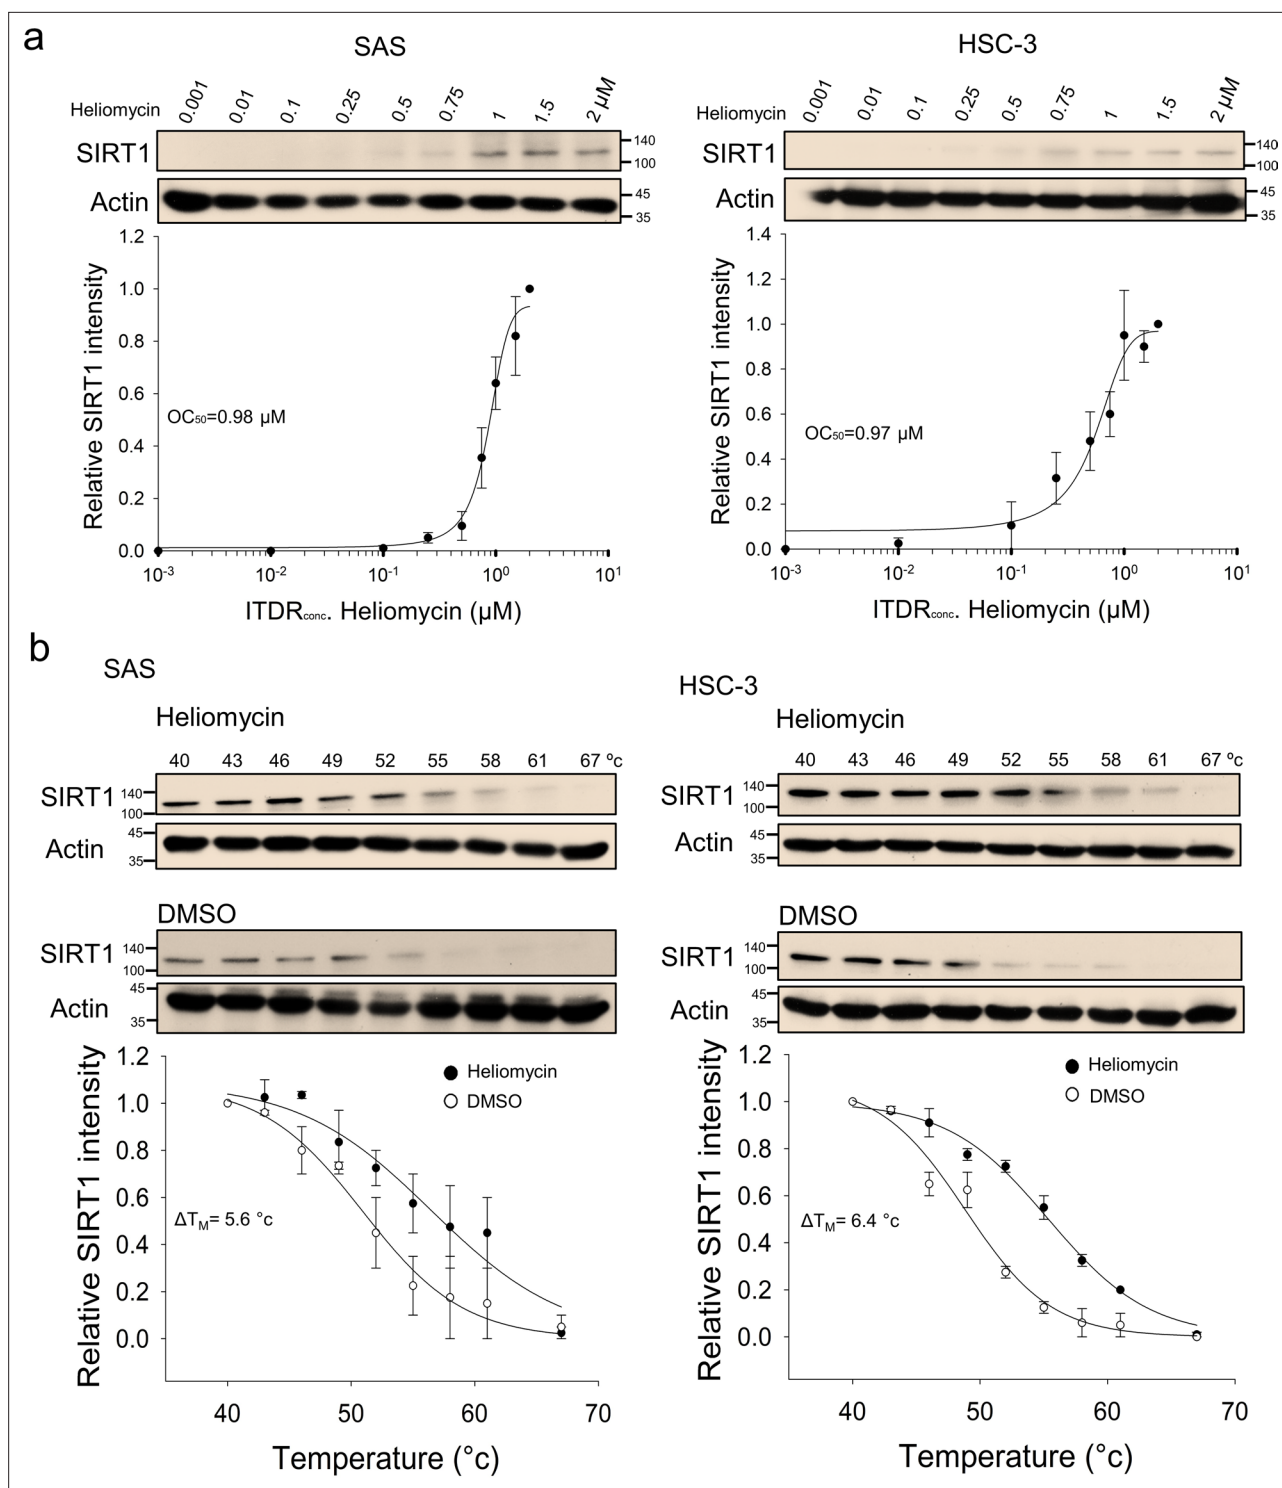 a
SAS
Heliomycin 0.001 0.01 0.1 0.25 0.5 0.75 1 1.5 2 μM
SIRT1 140
100
Actin 45
35
1.2
1.0
0.8
0.6
0.4
0.2
0.0
Relative SIRT1 intensity
OC50=0.98 μM
10-3 10-2 10-1 100 101
ITDRconc. Heliomycin (μM)
HSC-3
Heliomycin 0.001 0.01 0.1 0.25 0.5 0.75 1 1.5 2 μM
SIRT1 140
100
Actin 45
35
1.4
1.2
1.0
0.8
0.6
0.4
0.2
0.0
Relative SIRT1 intensity
OC50=0.97 μM
10-3 10-2 10-1 100 101
ITDRconc. Heliomycin (μM)
b
SAS
Heliomycin
40 43 46 49 52 55 58 61 67 ºc
SIRT1 140
100
Actin 45
35
DMSO
SIRT1 140
100
Actin 45
35
1.2
1.0
0.8
0.6
0.4
0.2
0.0
Relative SIRT1 intensity
Heliomycin
DMSO
ΔTM= 5.6 °c
40 50 60 70
Temperature (°c)
HSC-3
Heliomycin
40 43 46 49 52 55 58 61 67 ºc
SIRT1 140
100
Actin 45
35
DMSO
SIRT1 140
100
Actin 45
35
1.2
1.0
0.8
0.6
0.4
0.2
0.0
Relative SIRT1 intensity
Heliomycin
DMSO
ΔTM= 6.4 °c
40 50 60 70
Temperature (°c)